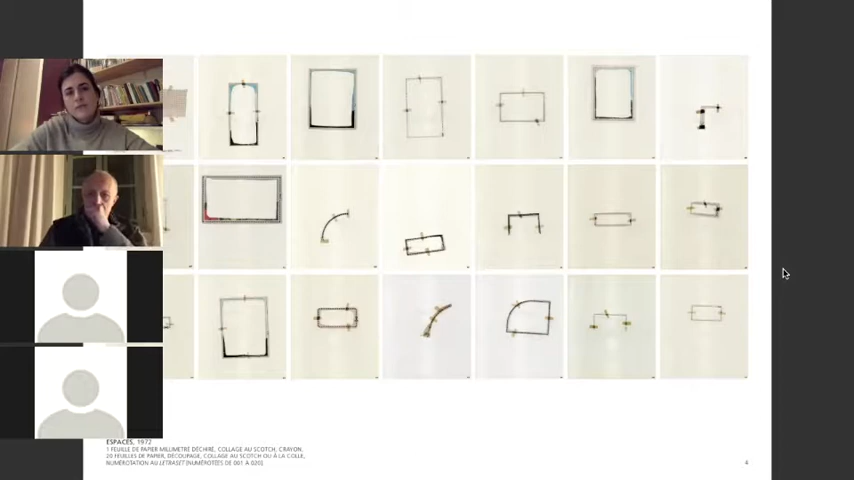 ESPACES, 1972
1 FEUILLE DE PAPIER MILLIMÉTRÉ DÉCHIRÉ, COLLAGE AU SCOTCH, CRAYON,
20 FEUILLES DE PAPIER, DÉCOUPAGE, COLLAGE AU SCOTCH OU À LA COLLE,
NUMÉROTATION AU LETRASET [NUMÉROTÉES DE 001 À 020]
4